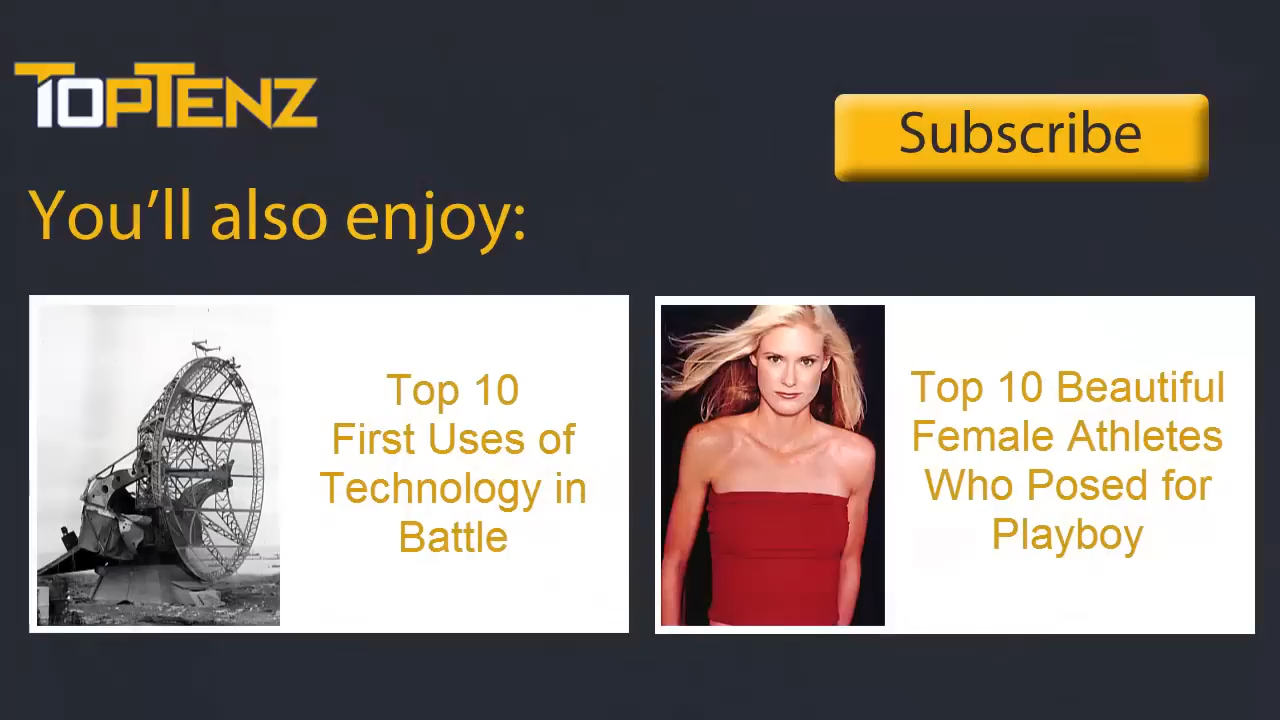 TOPTENZ
Subscribe
You'll also enjoy:
Top 10
First Uses of
Technology in
Battle
Top 10 Beautiful
Female Athletes
Who Posed for
Playboy